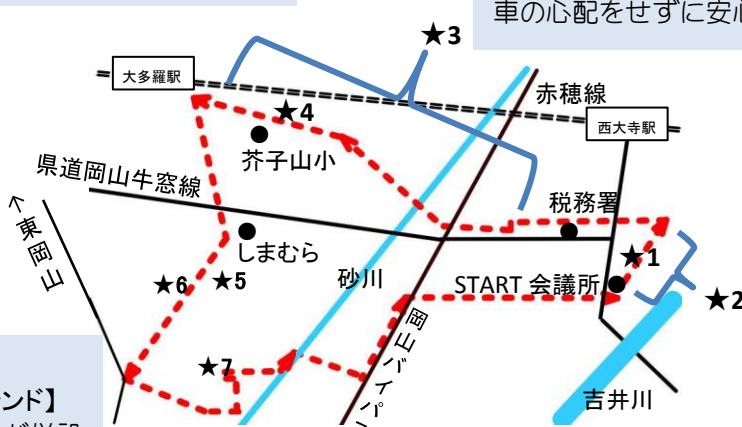 車の心配をせずに安心
★3
大多羅駅
赤穂線
★4
西大寺駅
芥子山小
県道岡山牛窓線
税務署
↑東岡山
しまむら
★1
★6
★5
砂川
START 会議所
★2
岡山バイパ
★7
吉井川
ンド】